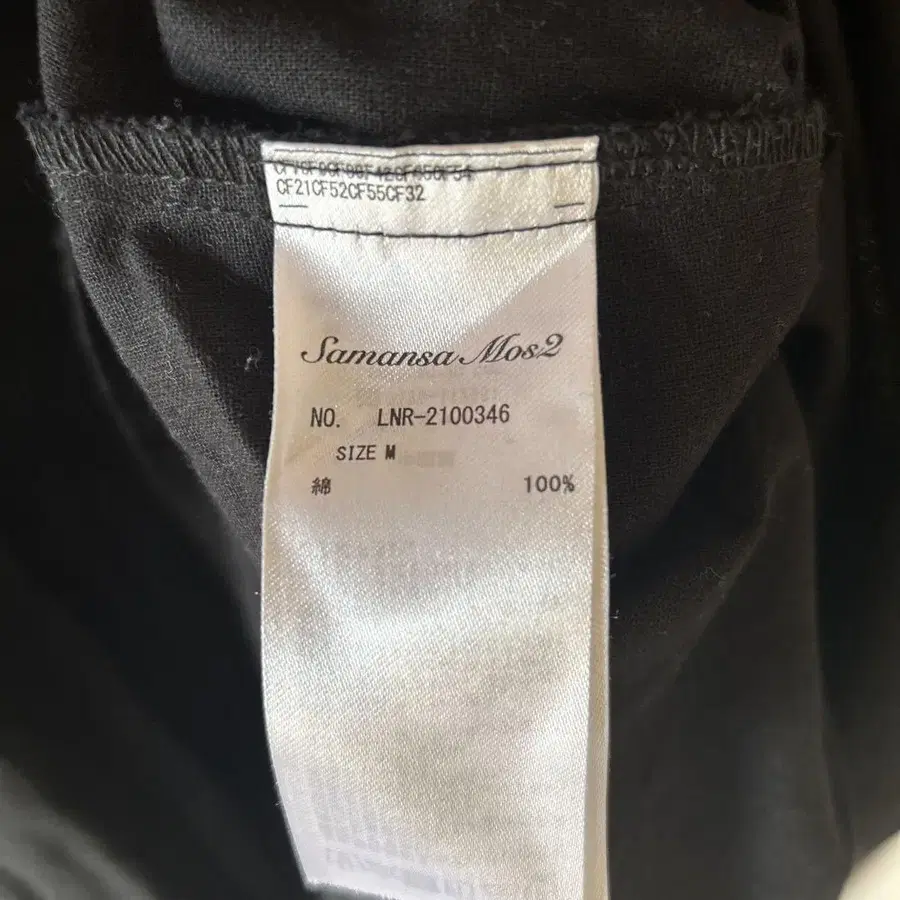 CF21CF52CF55CF32
Samansa Mos2
NO. LNR-2100346
SIZE M
綿 100%